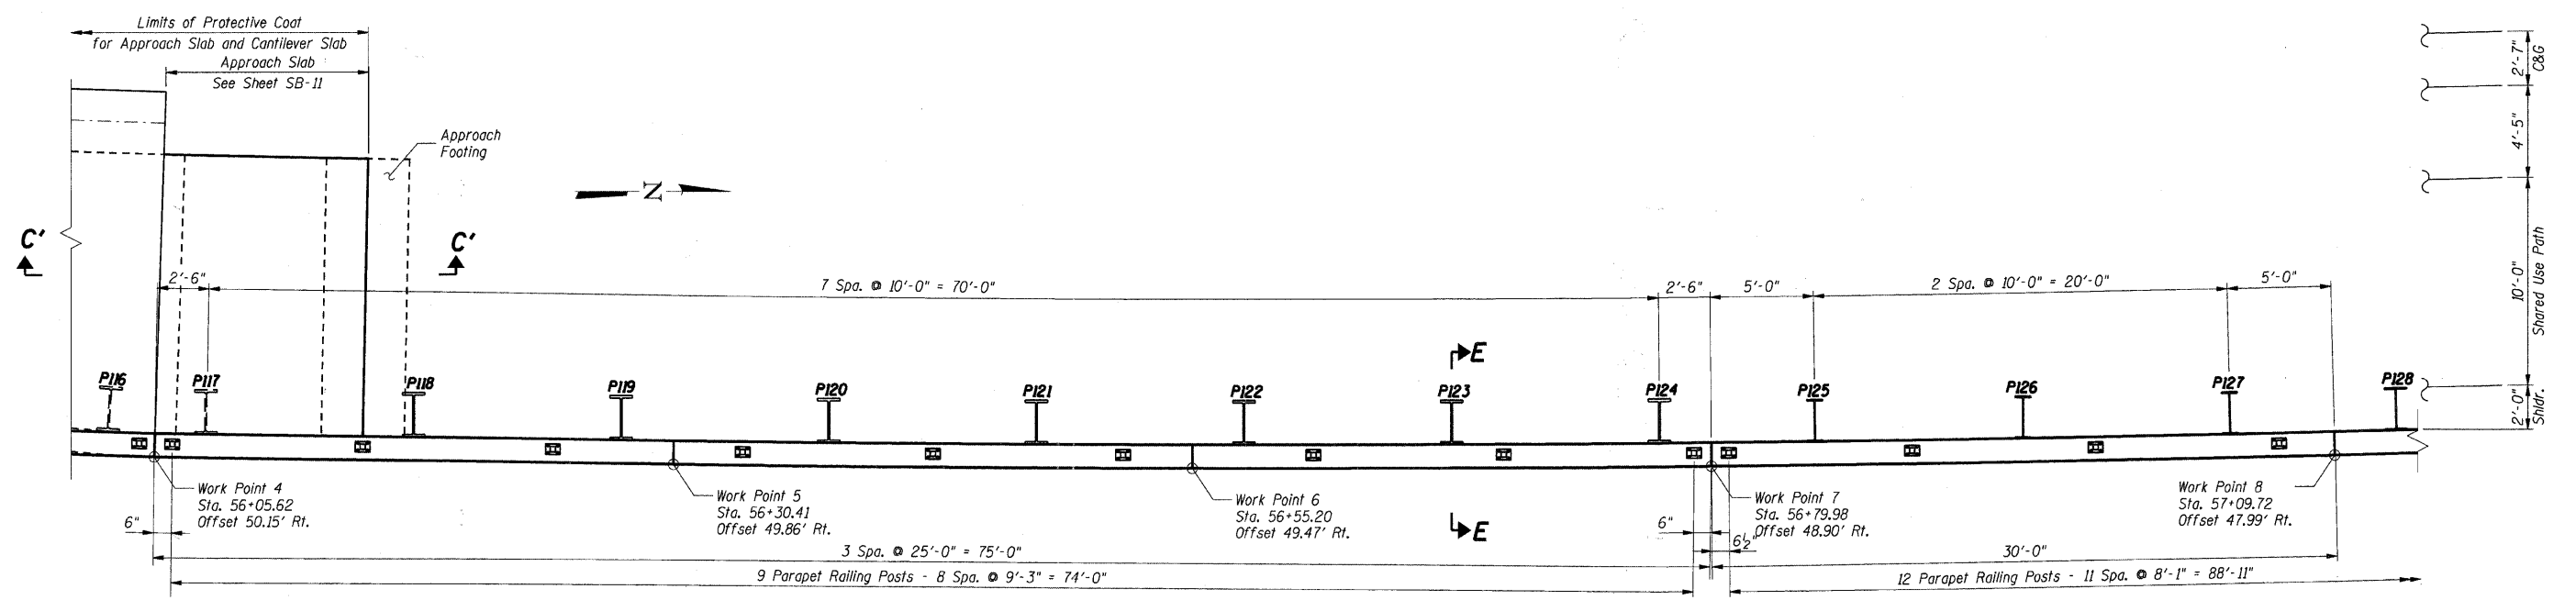 Limits of Protective Coat
for Approach Slab and Cantilever Slab
Approach Slab
See Sheet SB-11
Approach
Footing
N
C'
C'
2'-6"
7 Spa. @ 10'-0" = 70'-0"
2'-6"
5'-0"
2 Spa. @ 10'-0" = 20'-0"
5'-0"
2'-7"
C&G
4'-5"
10'-0"
Shared Use Path
2'-0"
Shldr.
E
P116
P117
P118
P119
P120
P121
P122
P123
P124
P125
P126
P127
P128
Work Point 4
Sta. 56+05.62
Offset 50.15' Rt.
Work Point 5
Sta. 56+30.41
Offset 49.86' Rt.
Work Point 6
Sta. 56+55.20
Offset 49.47' Rt.
E
Work Point 7
Sta. 56+79.98
Offset 48.90' Rt.
Work Point 8
Sta. 57+09.72
Offset 47.99' Rt.
6"
6"
6½"
3 Spa. @ 25'-0" = 75'-0"
30'-0"
9 Parapet Railing Posts - 8 Spa. @ 9'-3" = 74'-0"
12 Parapet Railing Posts - 11 Spa. @ 8'-1" = 88'-11"